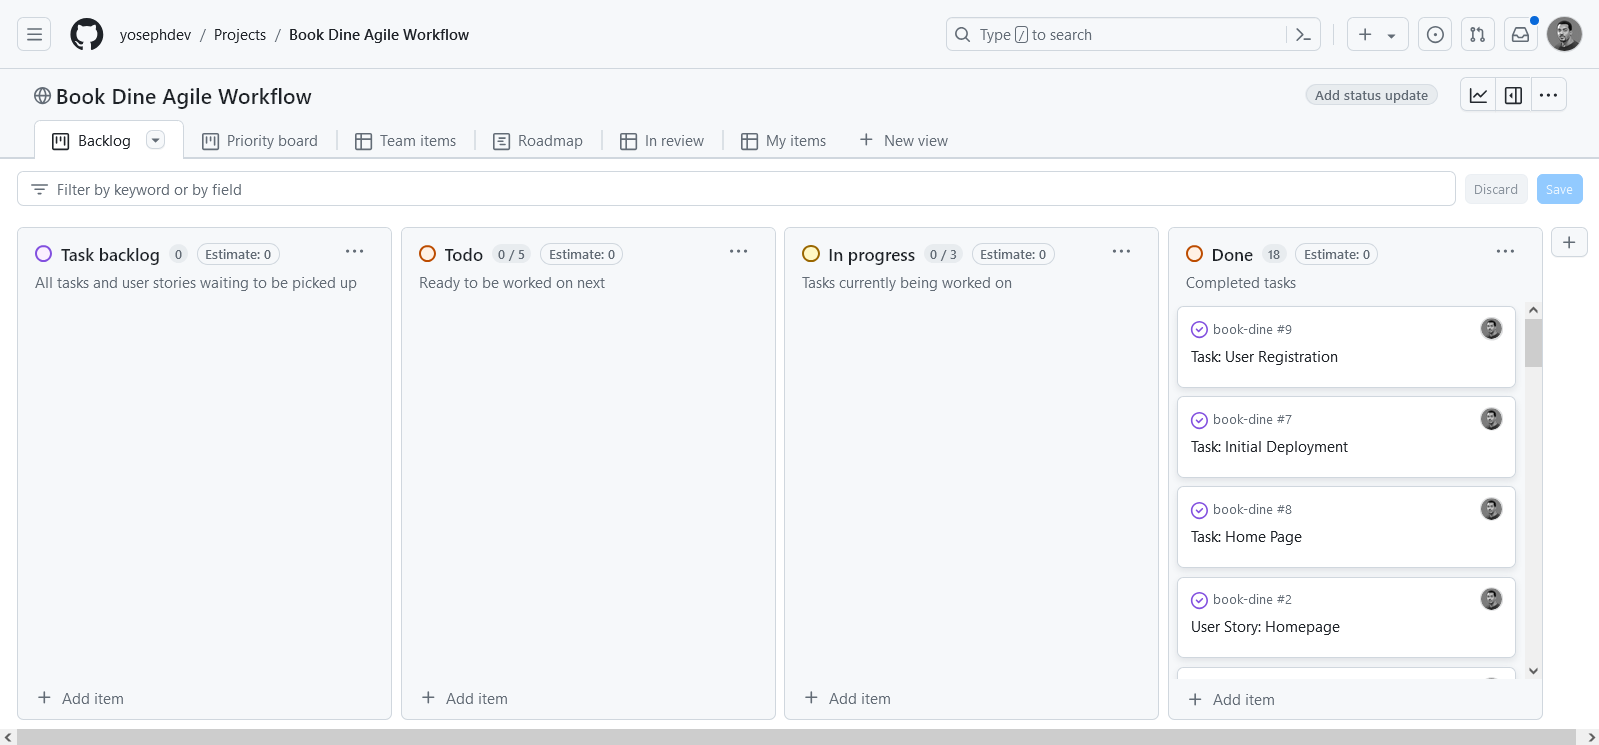 yosephdev / Projects / Book Dine Agile Workflow
Type / to search
Book Dine Agile Workflow
Add status update
Backlog
Priority board
Team items
Roadmap
In review
My items
New view
Filter by keyword or by field
Discard
Save
Task backlog 0 Estimate: 0
All tasks and user stories waiting to be picked up
Add item
Todo 0 / 5 Estimate: 0
Ready to be worked on next
Add item
In progress 0 / 3 Estimate: 0
Tasks currently being worked on
Add item
Done 18 Estimate: 0
Completed tasks
book-dine #9
Task: User Registration
book-dine #7
Task: Initial Deployment
book-dine #8
Task: Home Page
book-dine #2
User Story: Homepage
Add item